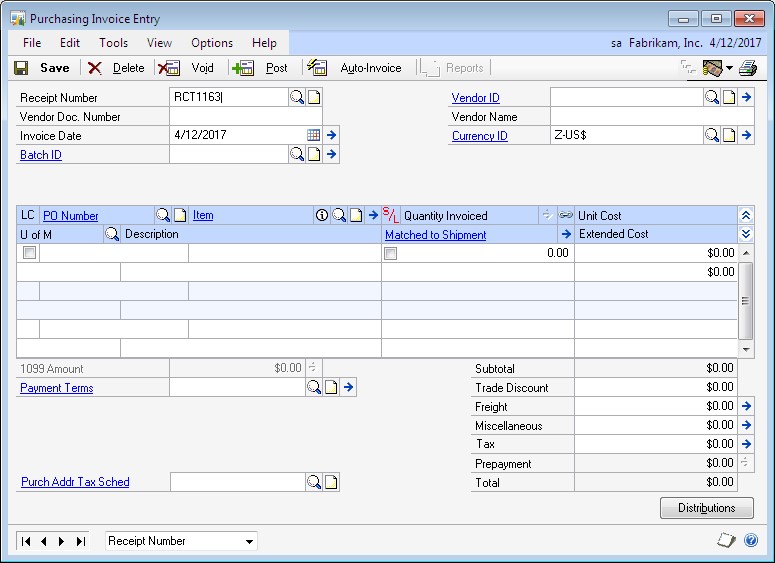 Purchasing Invoice Entry
File Edit Tools View Options Help sa Fabrikam, Inc. 4/12/2017
Save Delete Void Post Auto-Invoice Reports
Receipt Number RCT1163 Vendor ID
Vendor Doc. Number Vendor Name
Invoice Date 4/12/2017 Currency ID Z-US$
Batch ID
LC PO Number Item S/L Quantity Invoiced Unit Cost
U of M Description Matched to Shipment Extended Cost
0.00 $0.00
$0.00
1099 Amount $0.00 Subtotal $0.00
Payment Terms Trade Discount $0.00
Freight $0.00
Miscellaneous $0.00
Tax $0.00
Prepayment $0.00
Purch Addr Tax Sched Total $0.00
Distributions
Receipt Number